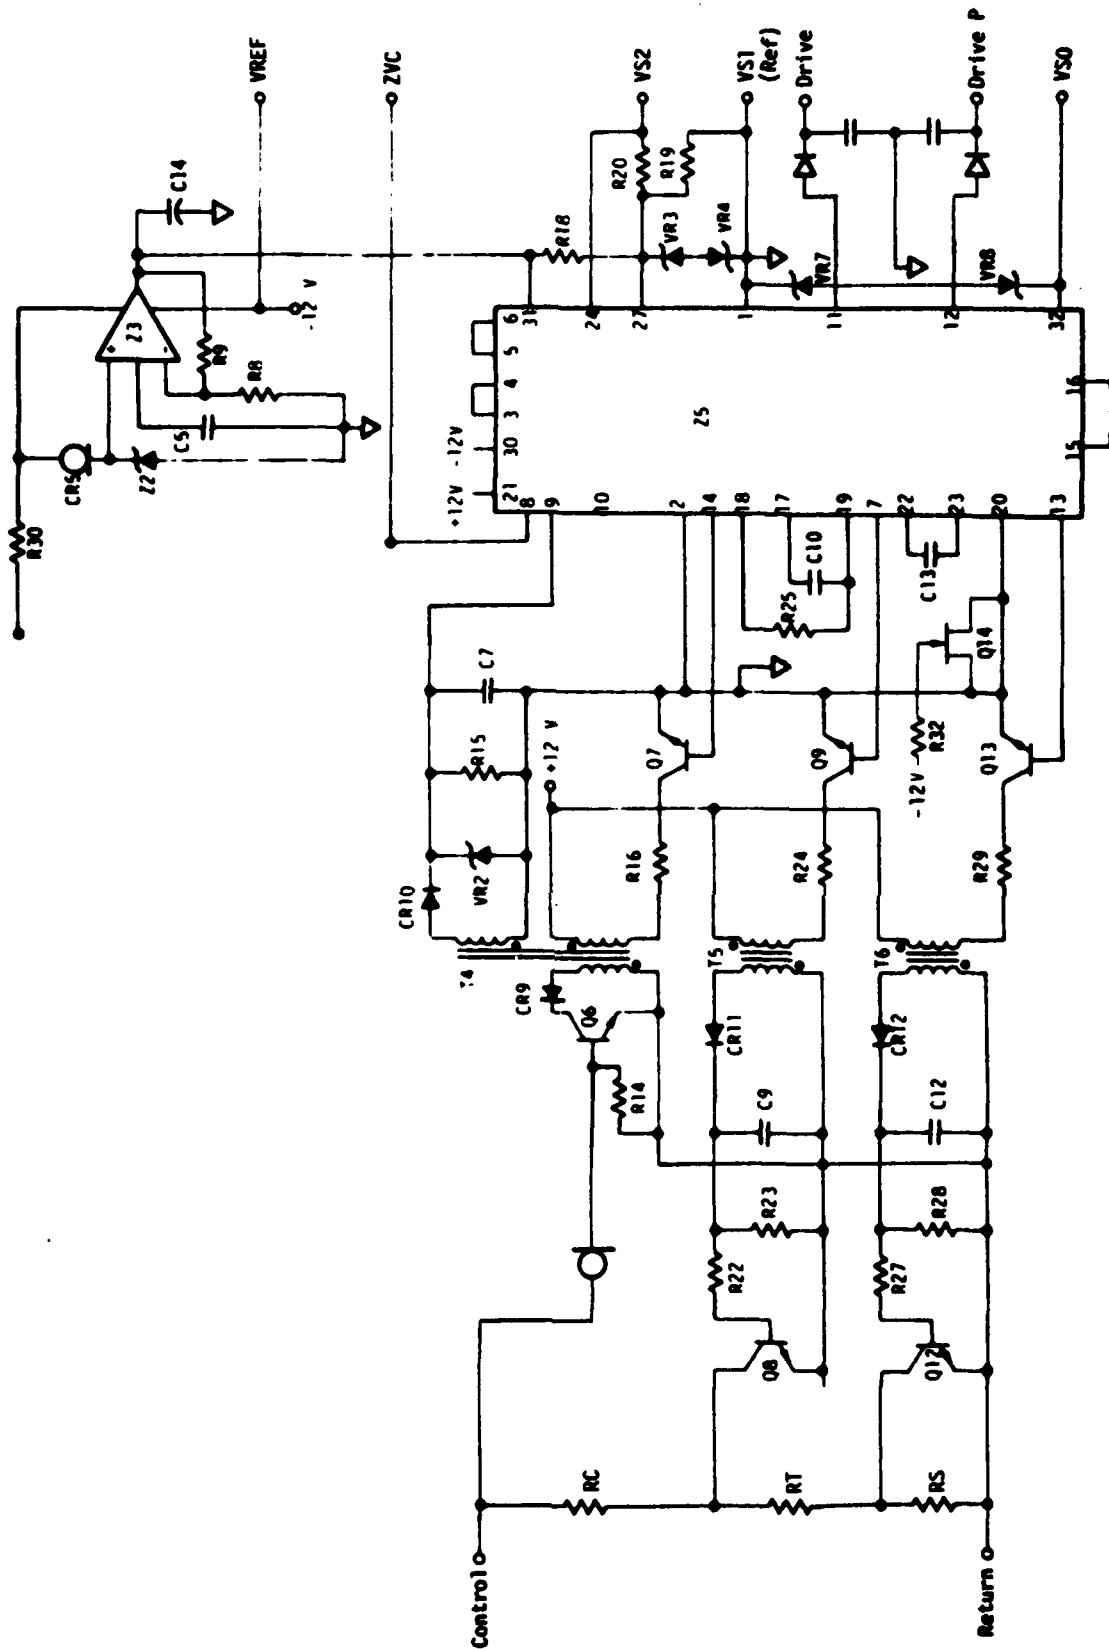 R30
CR5
Z2
C5
Z3
+
-
R9
R8
C14
-12 V
VREF
ZVC
+12V
-12V
21
30
3
4
5
6
8
9
10
2
14
18
17
19
7
22
23
20
13
Z5
31
24
27
1
11
12
32
15
16
R18
R20
R19
VR3
VR4
VR7
VR8
VS2
VS1
(Ref)
Drive
Drive P
VS0
CR10
VR2
R15
C7
+12 V
T4
CR9
Q6
R14
R16
Q7
R25
C10
C13
T5
CR11
C9
R23
R22
Q8
R24
Q9
-12V
R32
Q14
T6
CR12
C12
R28
R27
Q12
R29
Q13
Control
RC
RT
RS
Return